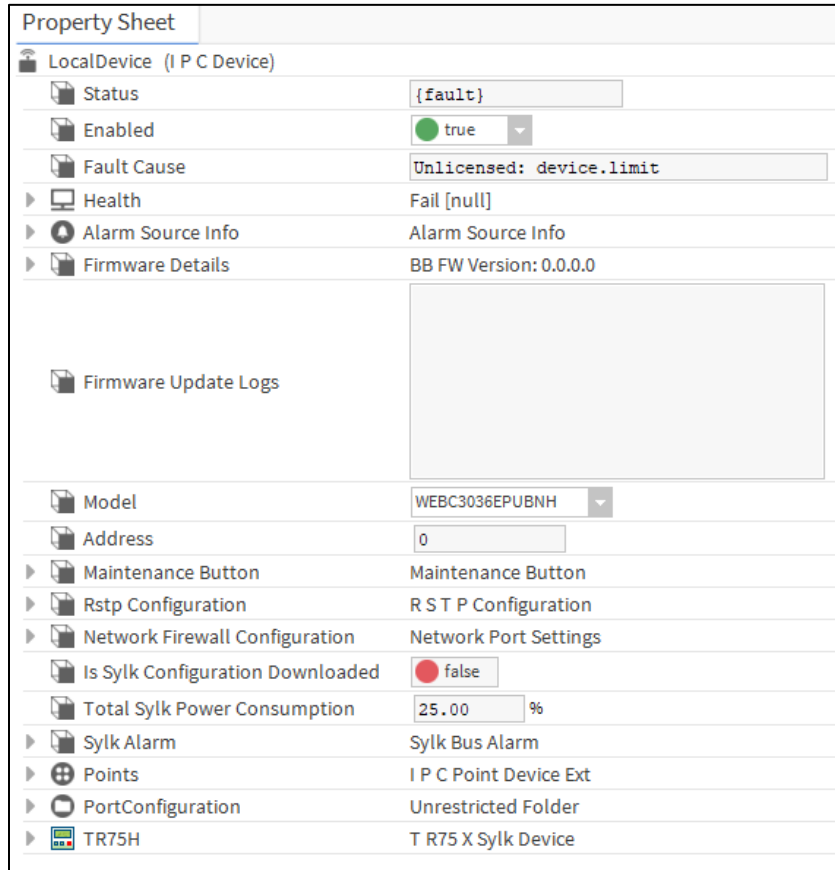 Property Sheet
LocalDevice (I P C Device)
Status {fault}
Enabled true
Fault Cause Unlicensed: device.limit
Health Fail [null]
Alarm Source Info Alarm Source Info
Firmware Details BB FW Version: 0.0.0.0
Firmware Update Logs
Model WEBC3036EPUBNH
Address 0
Maintenance Button Maintenance Button
Rstp Configuration R S T P Configuration
Network Firewall Configuration Network Port Settings
Is Sylk Configuration Downloaded false
Total Sylk Power Consumption 25.00 %
Sylk Alarm Sylk Bus Alarm
Points I P C Point Device Ext
PortConfiguration Unrestricted Folder
TR75H T R75 X Sylk Device